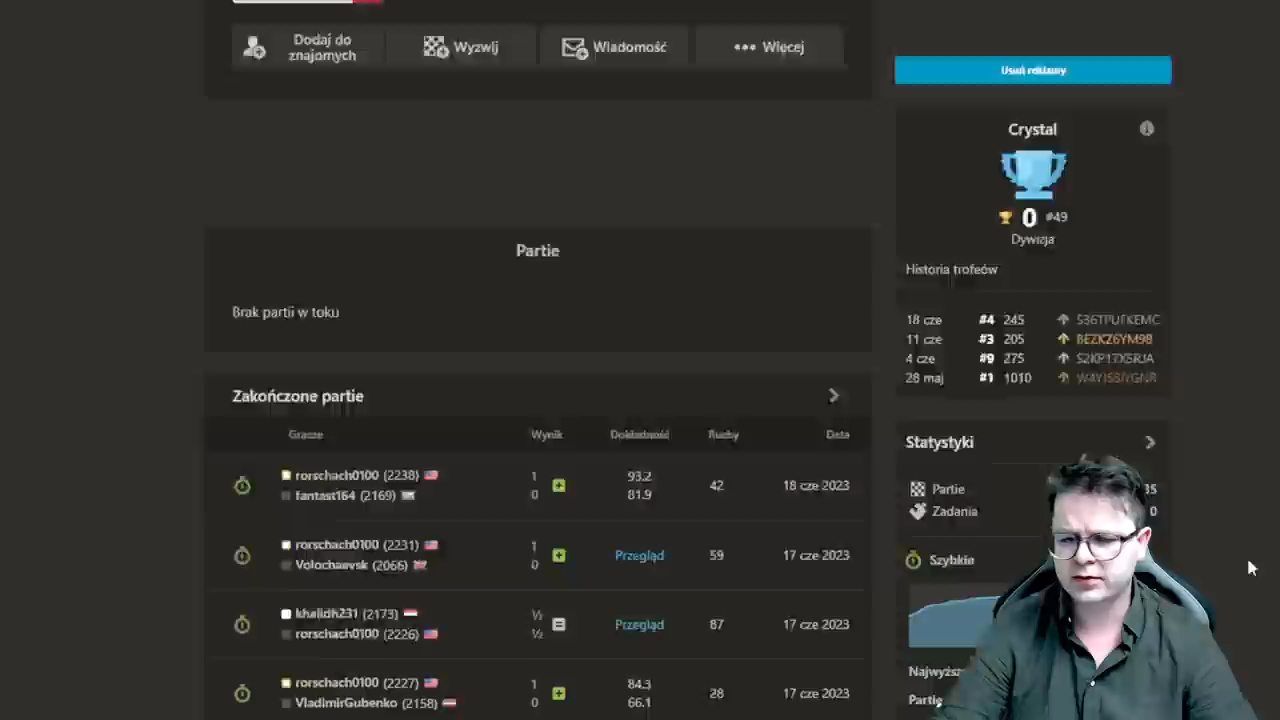 Dodaj do
znajomych
Wyzwij
Wiadomość
Więcej
Usuń reklamy
Crystal
0 #49
Dywizja
Historia trofeów
18 cze #4 245
11 cze #3 205 BEZKZ6YM98
4 cze #9 275
28 maj #1 1010
Partie
Brak partii w toku
Zakończone partie
Gracze Wynik Dokładność Ruchy Data
rorschach0100 (2238) 1 93.2
fantast164 (2169) 0 81.9
42 18 cze 2023
rorschach0100 (2231) 1
Volochaevsk (2066) 0
Przegląd 59 17 cze 2023
khalidh231 (2173) ½
rorschach0100 (2226) ½
Przegląd 87 17 cze 2023
rorschach0100 (2227) 1 84.3
VladimirGubenko (2158) 0 66.1
28 17 cze 2023
Statystyki
Partie
Zadania 0
Szybkie